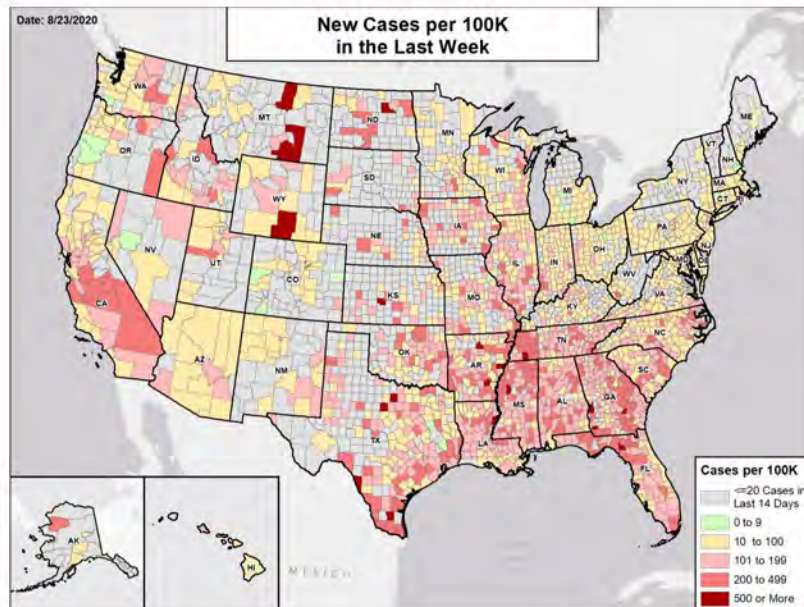 Date: 8/23/2020
New Cases per 100K
in the Last Week
WA
MT
ND
MN
ME
VT
NH
OR
ID
WY
SD
WI
MI
NY
MA
CT
RI
NV
UT
CO
NE
IA
IL
IN
OH
PA
NJ
MD
DE
CA
KS
MO
WV
VA
KY
AZ
NM
OK
AR
TN
NC
SC
TX
LA
MS
AL
GA
FL
AK
HI
MEXICO
Cases per 100K
<=20 Cases in
Last 14 Days
0 to 9
10 to 100
101 to 199
200 to 499
500 or More